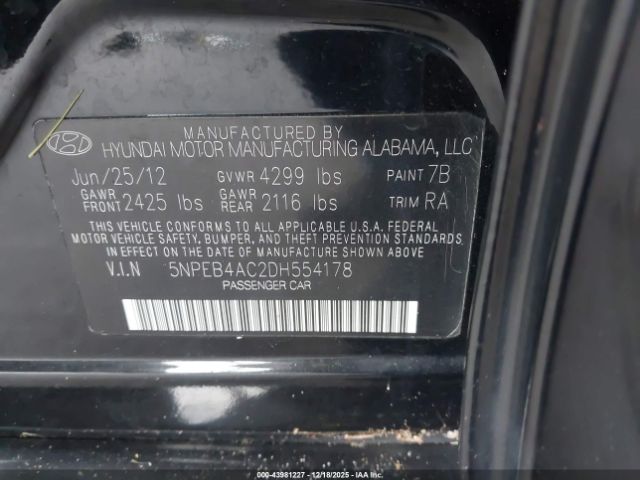 MANUFACTURED BY
HYUNDAI MOTOR MANUFACTURING ALABAMA, LLC
Jun/25/12 GVWR 4299 lbs PAINT 7B
GAWR FRONT 2425 lbs GAWR REAR 2116 lbs TRIM RA
THIS VEHICLE CONFORMS TO ALL APPLICABLE U.S.A. FEDERAL
MOTOR VEHICLE SAFETY, BUMPER, AND THEFT PREVENTION STANDARDS
IN EFFECT ON THE DATE OF MANUFACTURE SHOWN ABOVE
V.I.N 5NPEB4AC2DH554178
PASSENGER CAR
000-43981227 - 12/18/2025 - IAAI.com